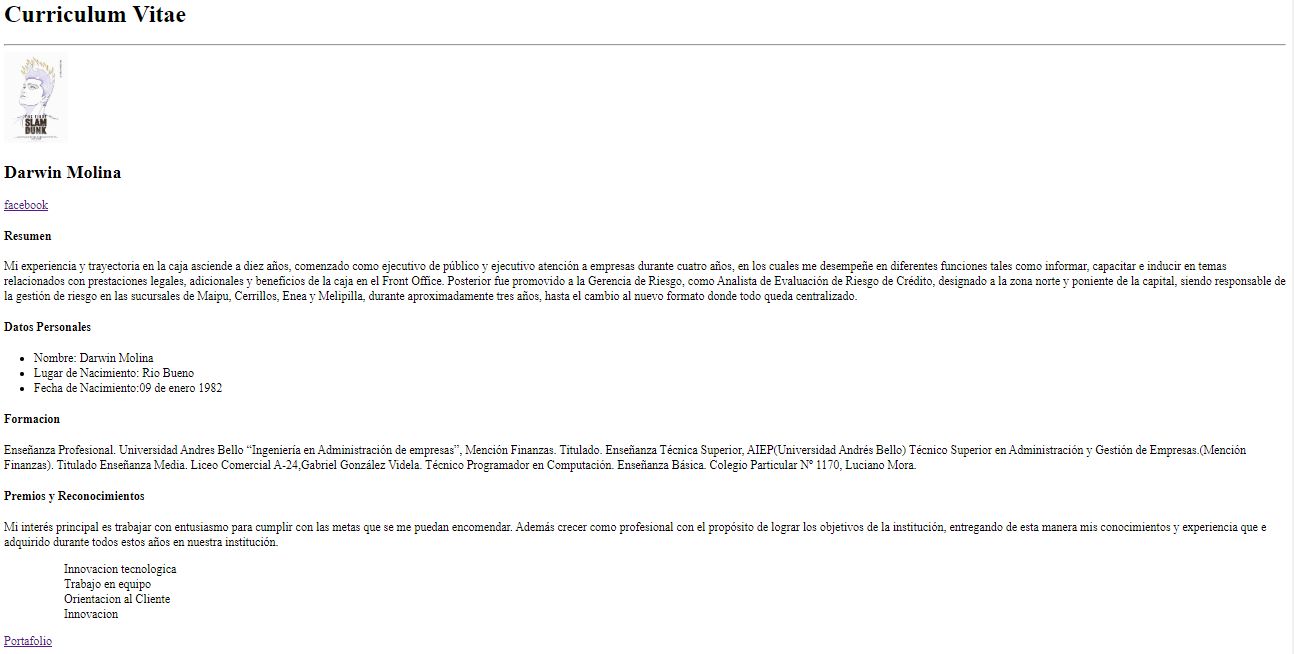 Curriculum Vitae
THE FIRST
SLAM
DUNK
Darwin Molina
facebook
Resumen
Mi experiencia y trayectoria en la caja asciende a diez años, comenzado como ejecutivo de público y ejecutivo atención a empresas durante cuatro años, en los cuales me desempeñe en diferentes funciones tales como informar, capacitar e inducir en temas
relacionados con prestaciones legales, adicionales y beneficios de la caja en el Front Office. Posterior fue promovido a la Gerencia de Riesgo, como Analista de Evaluación de Riesgo de Crédito, designado a la zona norte y poniente de la capital, siendo responsable de
la gestión de riesgo en las sucursales de Maipu, Cerrillos, Enea y Melipilla, durante aproximadamente tres años, hasta el cambio al nuevo formato donde todo queda centralizado.
Datos Personales
• Nombre: Darwin Molina
• Lugar de Nacimiento: Rio Bueno
• Fecha de Nacimiento:09 de enero 1982
Formacion
Enseñanza Profesional. Universidad Andres Bello “Ingeniería en Administración de empresas”, Mención Finanzas. Titulado. Enseñanza Técnica Superior, AIEP(Universidad Andrés Bello) Técnico Superior en Administración y Gestión de Empresas.(Mención
Finanzas). Titulado Enseñanza Media. Liceo Comercial A-24,Gabriel González Videla. Técnico Programador en Computación. Enseñanza Básica. Colegio Particular Nº 1170, Luciano Mora.
Premios y Reconocimientos
Mi interés principal es trabajar con entusiasmo para cumplir con las metas que se me puedan encomendar. Además crecer como profesional con el propósito de lograr los objetivos de la institución, entregando de esta manera mis conocimientos y experiencia que e
adquirido durante todos estos años en nuestra institución.
Innovacion tecnologica
Trabajo en equipo
Orientacion al Cliente
Innovacion
Portafolio